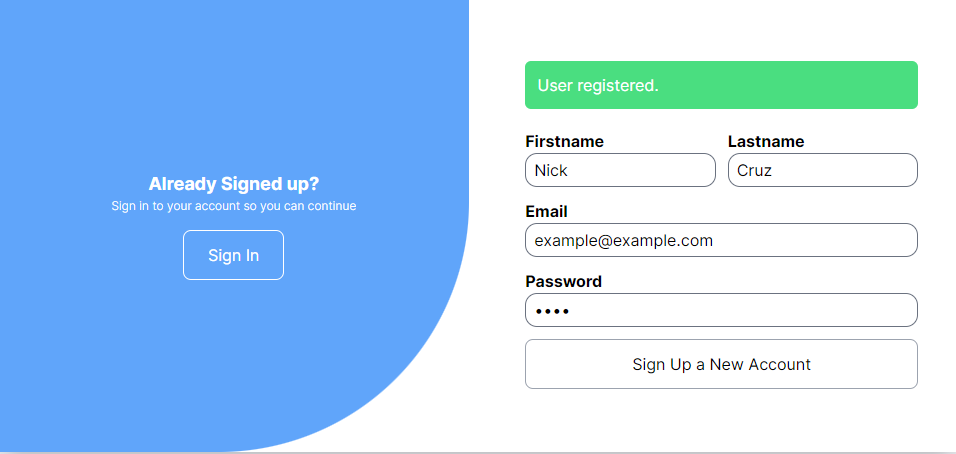 Already Signed up?
Sign in to your account so you can continue
Sign In
User registered.
Firstname
Lastname
Nick
Cruz
Email
example@example.com
Password
••••
Sign Up a New Account